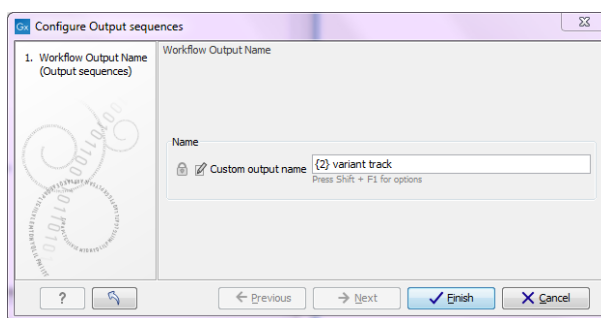 Gx Configure Output sequences
1. Workflow Output Name
(Output sequences)
Workflow Output Name
Name
Custom output name {2} variant track
Press Shift + F1 for options
? Previous Next Finish Cancel